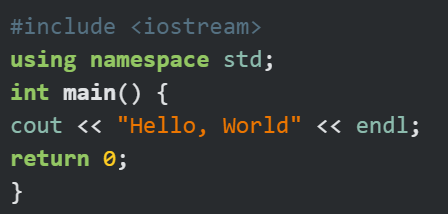 #include <iostream>
using namespace std;
int main() {
cout << "Hello, World" << endl;
return 0;
}